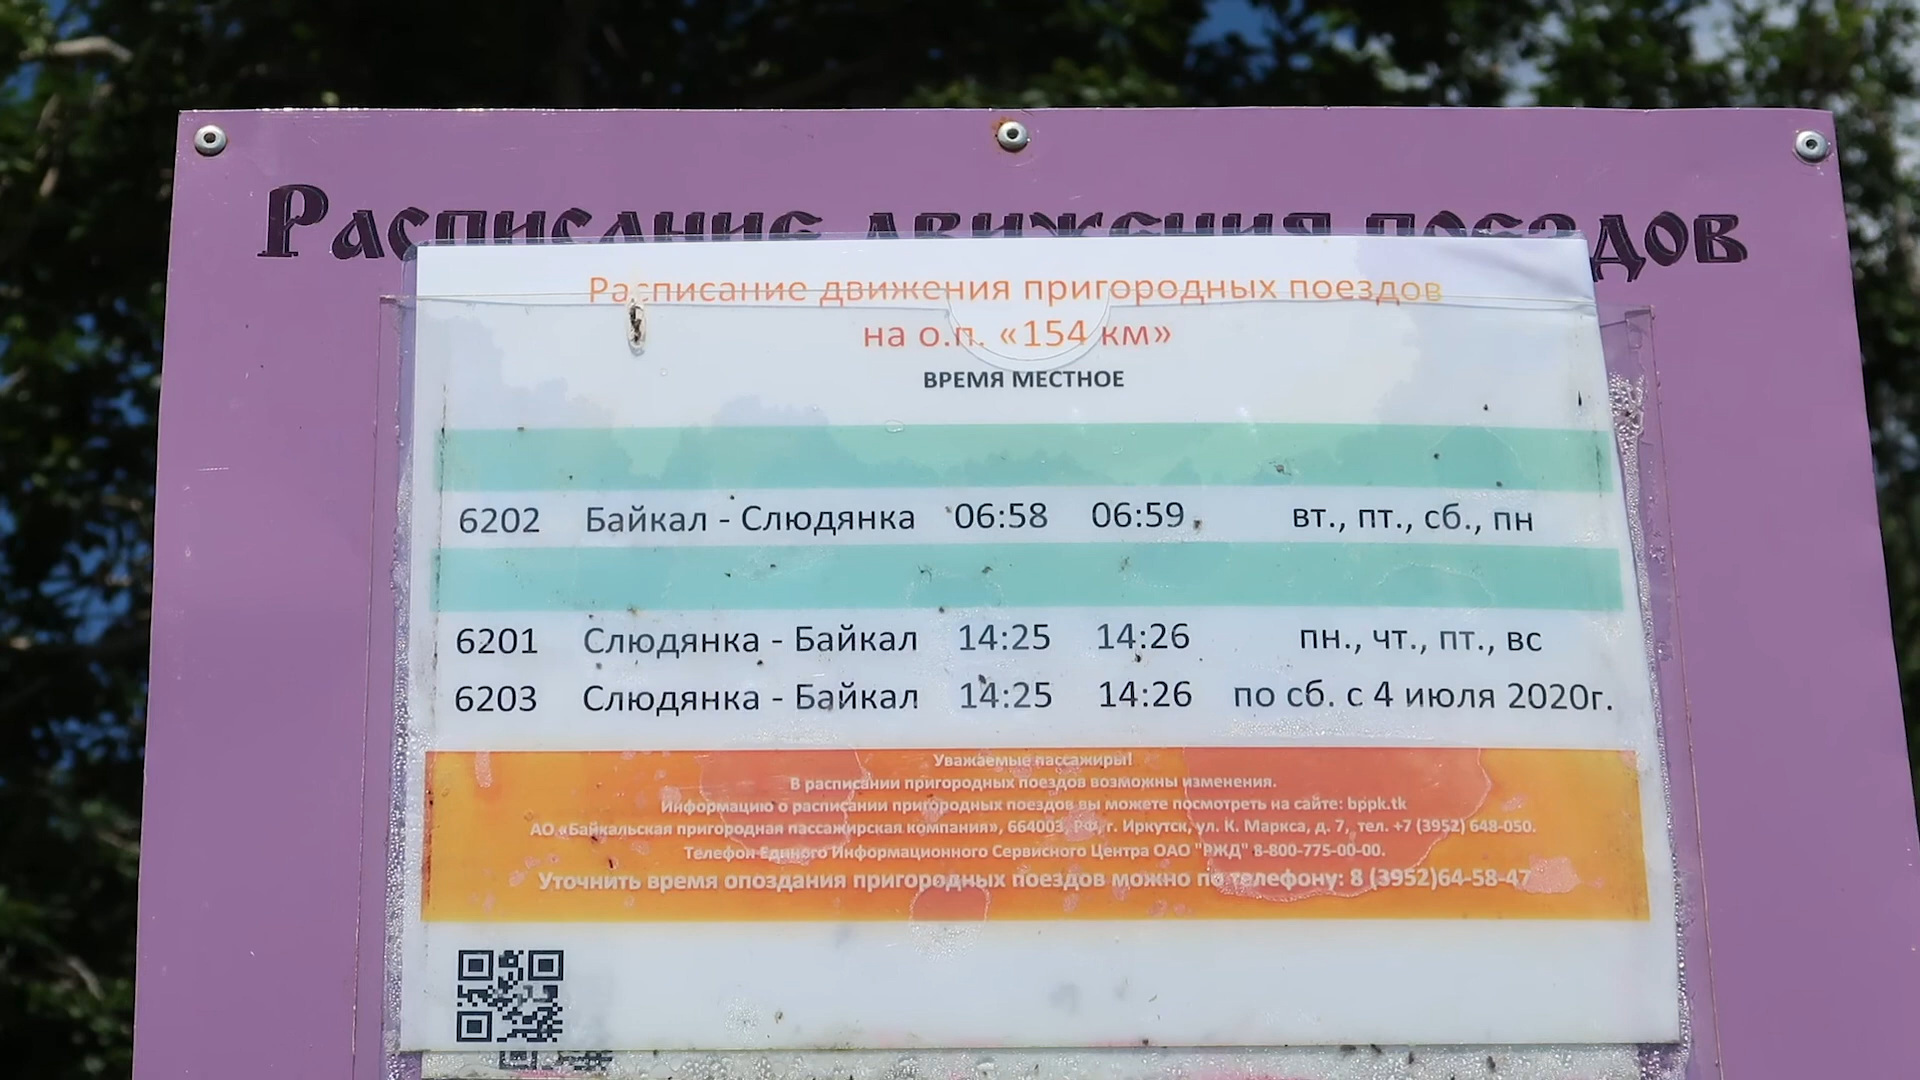 Расписание движения поездов
Расписание движения пригородных поездов
на о.п. «154 км»
ВРЕМЯ МЕСТНОЕ
6202 Байкал - Слюдянка 06:58 06:59 вт., пт., сб., пн
6201 Слюдянка - Байкал 14:25 14:26 пн., чт., пт., вс
6203 Слюдянка - Байкал 14:25 14:26 по сб. с 4 июля 2020г.
Уважаемые пассажиры!
В расписании пригородных поездов возможны изменения.
Информацию о расписании пригородных поездов вы можете посмотреть на сайте: bppk.tk
АО «Байкальская пригородная пассажирская компания», 664003, РФ, г. Иркутск, ул. К. Маркса, д. 7, тел. +7 (3952) 648-050.
Телефон Единого Информационного Сервисного Центра ОАО "РЖД" 8-800-775-00-00.
Уточнить время опоздания пригородных поездов можно по телефону: 8 (3952)64-58-47